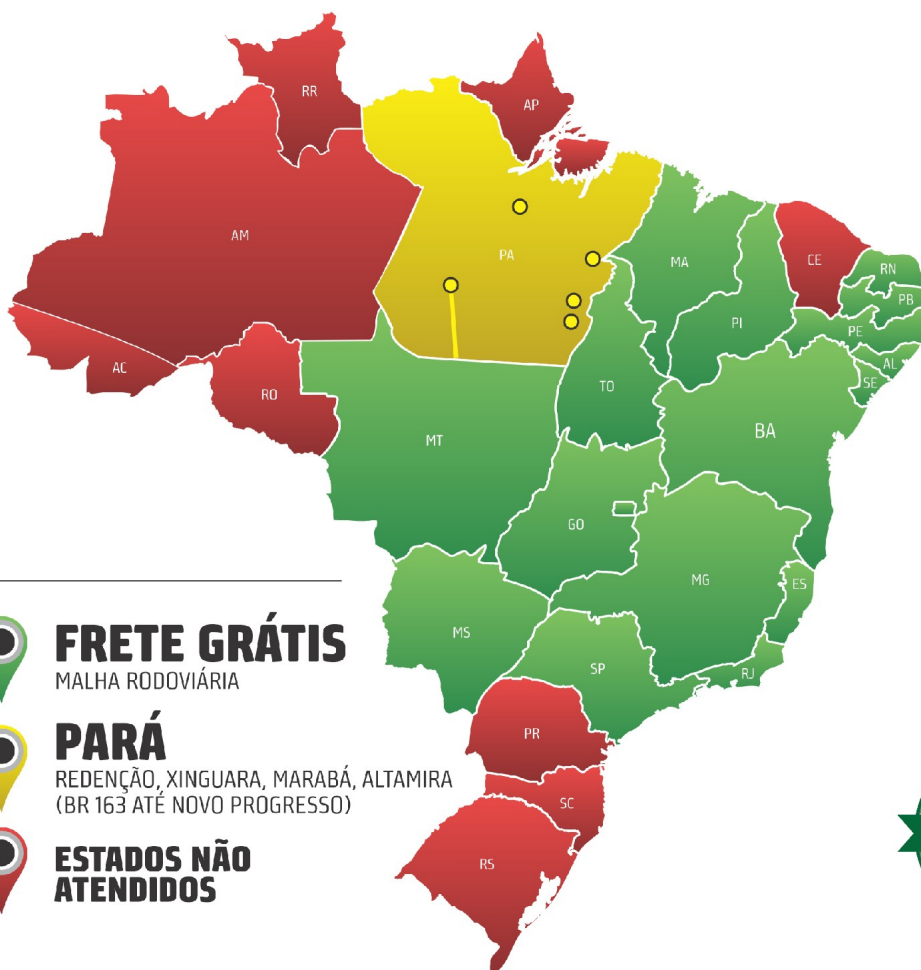 RR
AP
AM
PA
MA
CE
RN
PB
PI
PE
AL
SE
AC
RO
TO
MT
BA
GO
MG
ES
MS
SP
RJ
PR
SC
RS
FRETE GRÁTIS
MALHA RODOVIÁRIA
PARÁ
REDENÇÃO, XINGUARA, MARABÁ, ALTAMIRA
(BR 163 ATÉ NOVO PROGRESSO)
ESTADOS NÃO
ATENDIDOS